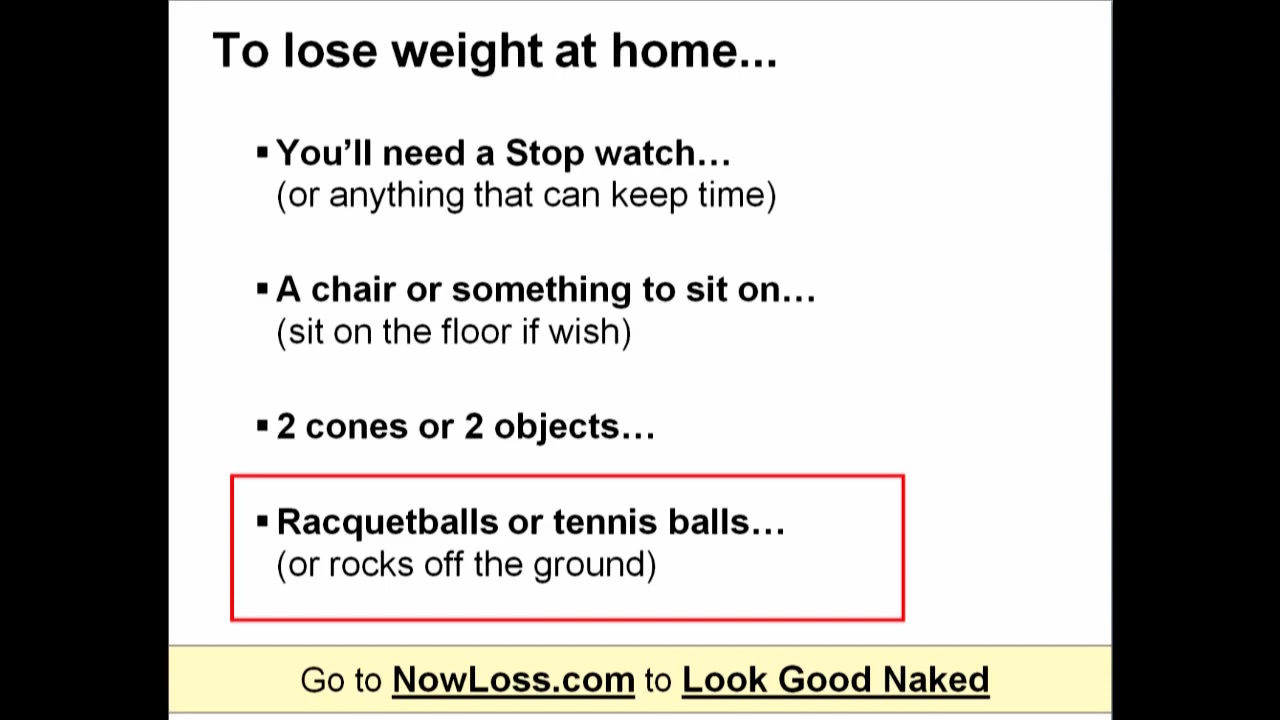 To lose weight at home...
▪ You’ll need a Stop watch…
(or anything that can keep time)
▪ A chair or something to sit on…
(sit on the floor if wish)
▪ 2 cones or 2 objects…
▪ Racquetballs or tennis balls…
(or rocks off the ground)
Go to NowLoss.com to Look Good Naked